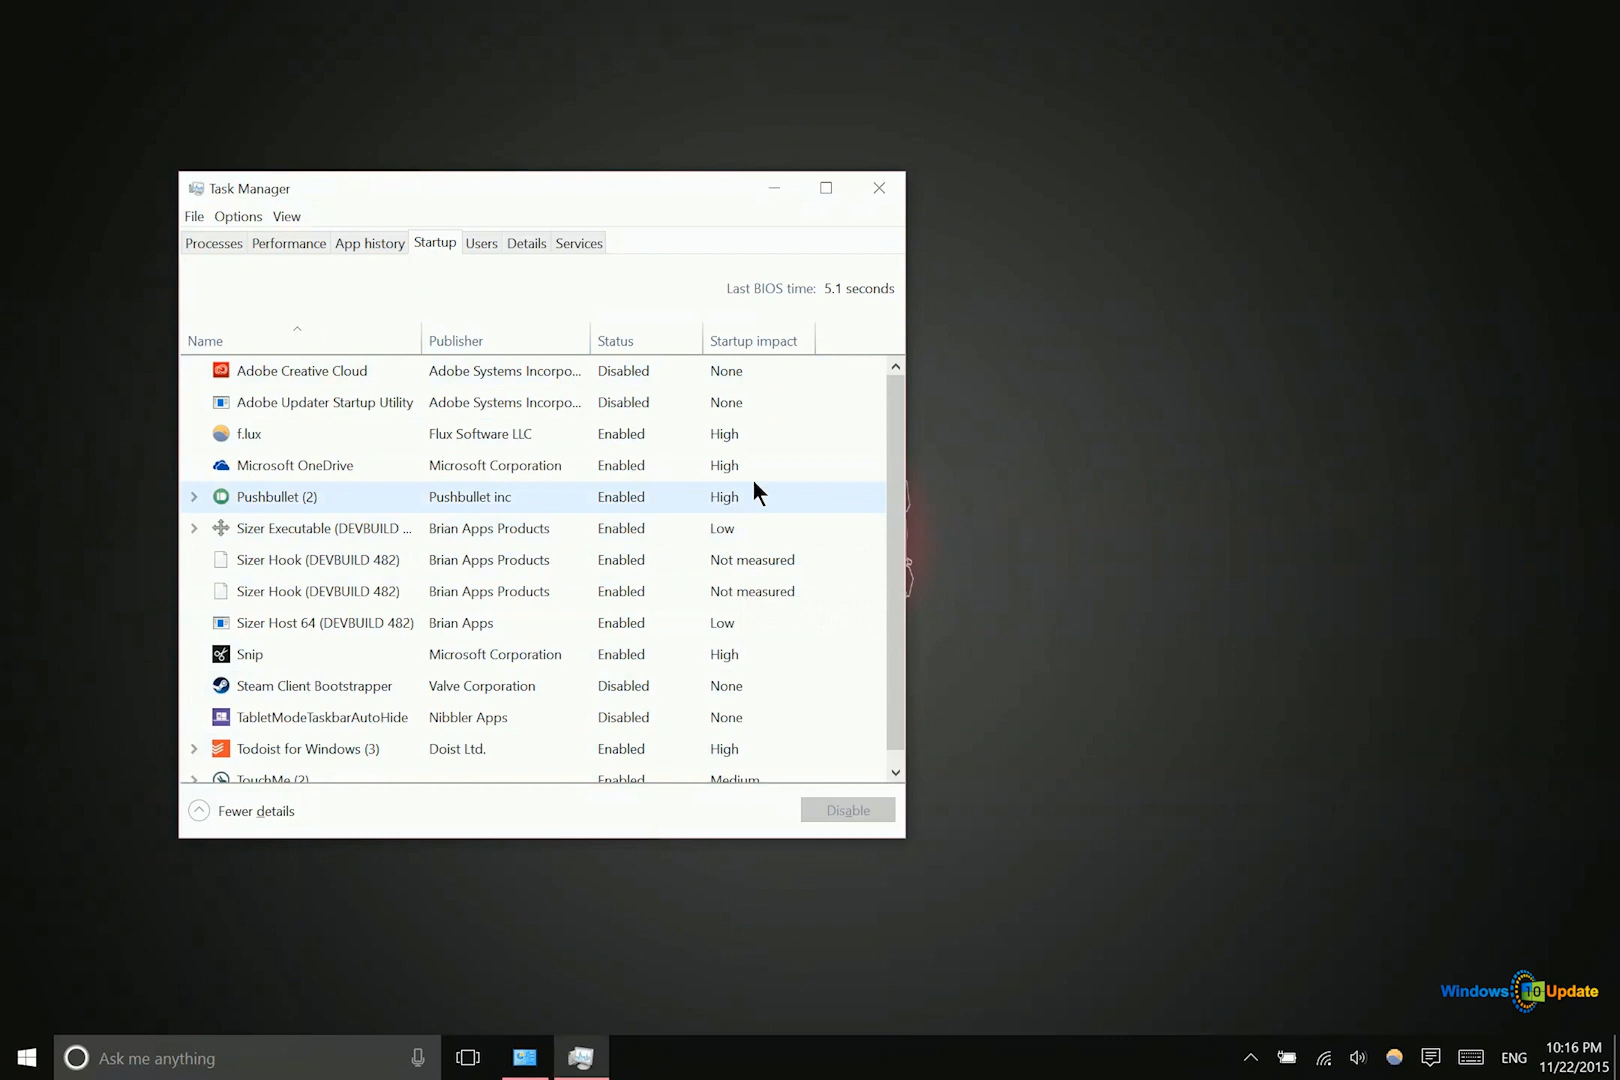 Task Manager
File Options View
Processes Performance App history Startup Users Details Services
Last BIOS time: 5.1 seconds
Name Publisher Status Startup impact
Adobe Creative Cloud Adobe Systems Incorpo... Disabled None
Adobe Updater Startup Utility Adobe Systems Incorpo... Disabled None
f.lux Flux Software LLC Enabled High
Microsoft OneDrive Microsoft Corporation Enabled High
Pushbullet (2) Pushbullet inc Enabled High
Sizer Executable (DEVBUILD ... Brian Apps Products Enabled Low
Sizer Hook (DEVBUILD 482) Brian Apps Products Enabled Not measured
Sizer Hook (DEVBUILD 482) Brian Apps Products Enabled Not measured
Sizer Host 64 (DEVBUILD 482) Brian Apps Enabled Low
Snip Microsoft Corporation Enabled High
Steam Client Bootstrapper Valve Corporation Disabled None
TabletModeTaskbarAutoHide Nibbler Apps Disabled None
Todoist for Windows (3) Doist Ltd. Enabled High
TouchMe (2) Enabled Medium
Fewer details Disable
Windows 10 Update
Ask me anything ENG 10:16 PM
11/22/2015